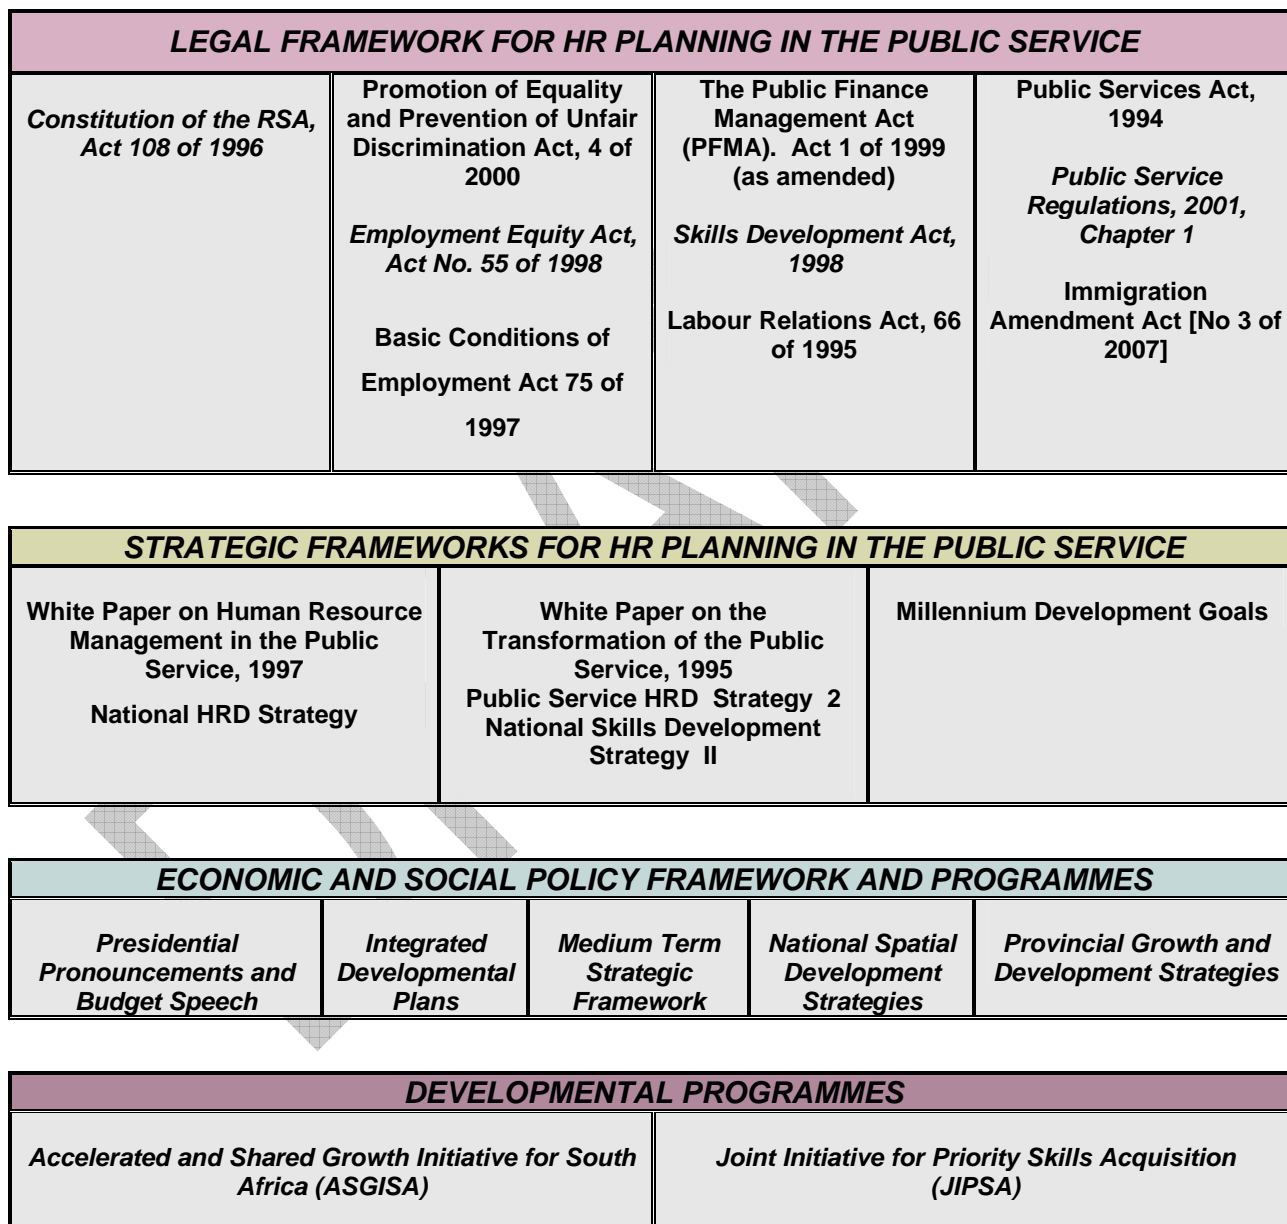 LEGAL FRAMEWORK FOR HR PLANNING IN THE PUBLIC SERVICE
Constitution of the RSA,
Act 108 of 1996
Promotion of Equality
and Prevention of Unfair
Discrimination Act, 4 of
2000
Employment Equity Act,
Act No. 55 of 1998
Basic Conditions of
Employment Act 75 of
1997
The Public Finance
Management Act
(PFMA). Act 1 of 1999
(as amended)
Skills Development Act,
1998
Labour Relations Act, 66
of 1995
Public Services Act,
1994
Public Service
Regulations, 2001,
Chapter 1
Immigration
Amendment Act [No 3 of
2007]
STRATEGIC FRAMEWORKS FOR HR PLANNING IN THE PUBLIC SERVICE
White Paper on Human Resource
Management in the Public
Service, 1997
National HRD Strategy
White Paper on the
Transformation of the Public
Service, 1995
Public Service HRD Strategy 2
National Skills Development
Strategy II
Millennium Development Goals
ECONOMIC AND SOCIAL POLICY FRAMEWORK AND PROGRAMMES
Presidential
Pronouncements and
Budget Speech
Integrated
Developmental
Plans
Medium Term
Strategic
Framework
National Spatial
Development
Strategies
Provincial Growth and
Development Strategies
DEVELOPMENTAL PROGRAMMES
Accelerated and Shared Growth Initiative for South
Africa (ASGISA)
Joint Initiative for Priority Skills Acquisition
(JIPSA)